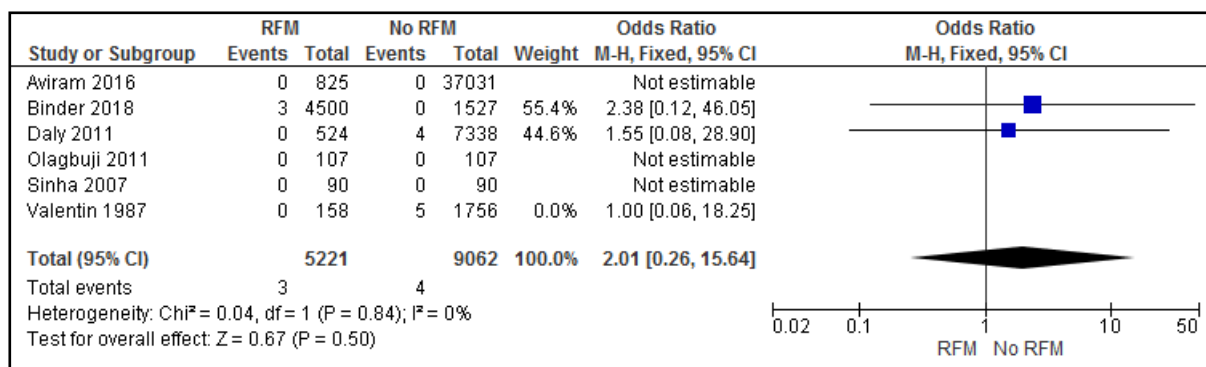 RFM No RFM Odds Ratio Odds Ratio
Study or Subgroup Events Total Events Total Weight M-H, Fixed, 95% CI M-H, Fixed, 95% CI
Aviram 2016 0 825 0 37031 Not estimable
Binder 2018 3 4500 0 1527 55.4% 2.38 [0.12, 46.05]
Daly 2011 0 524 4 7338 44.6% 1.55 [0.08, 28.90]
Olagbuji 2011 0 107 0 107 Not estimable
Sinha 2007 0 90 0 90 Not estimable
Valentin 1987 0 158 5 1756 0.0% 1.00 [0.06, 18.25]
Total (95% CI) 5221 9062 100.0% 2.01 [0.26, 15.64]
Total events 3 4
Heterogeneity: Chi² = 0.04, df = 1 (P = 0.84); I² = 0%
Test for overall effect: Z = 0.67 (P = 0.50)
0.02 0.1 1 10 50
RFM No RFM